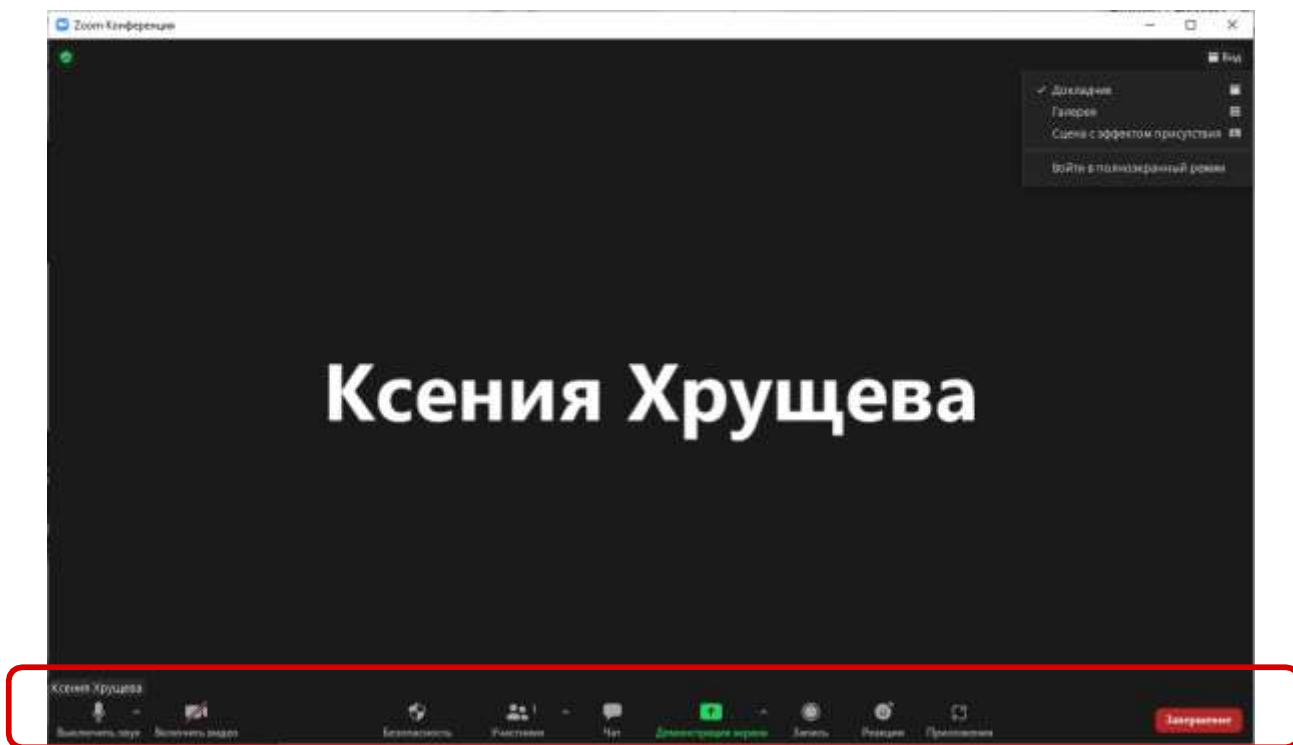 Zoom Конференция
Вид
Докладчик
Галерея
Сцена с эффектом присутствия
Войти в полноэкранный режим
Ксения Хрущева
Ксения Хрущева
Выключить звук Включить видео Безопасность Участники 1 Чат Демонстрация экрана Запись Реакции Приложения Завершение